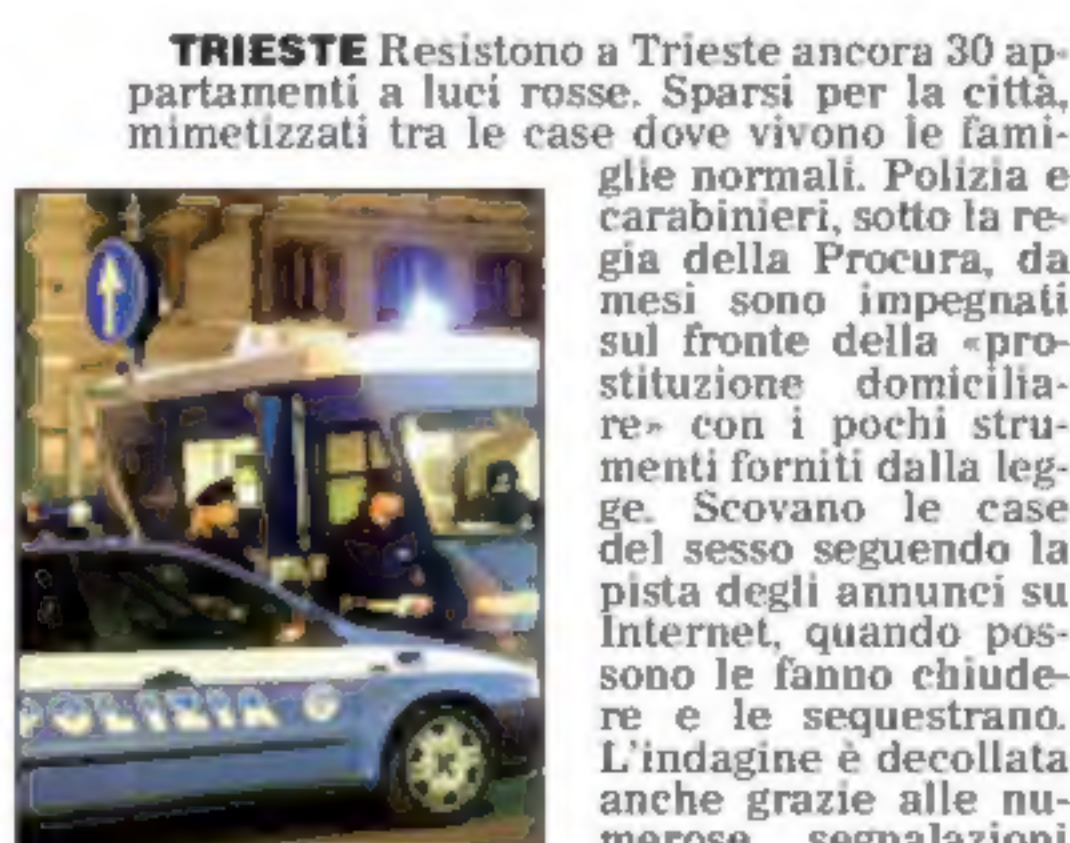 TRIESTE Resistono a Trieste ancora 30 ap-
partamenti a luci rosse. Sparsi per la città,
mimetizzati tra le case dove vivono le fami-
glie normali. Polizia e
carabinieri, sotto la re-
gia della Procura, da
mesi sono impegnati
sul fronte della «pro-
stituzione domicilia-
re» con i pochi stru-
menti forniti dalla leg-
ge. Scovano le case
del sesso seguendo la
pista degli annunci su
Internet, quando pos-
sono le fanno chiude-
re e le sequestrano.
L'indagine è decollata
anche grazie alle nu-
merose segnalazioni
POLIZIA